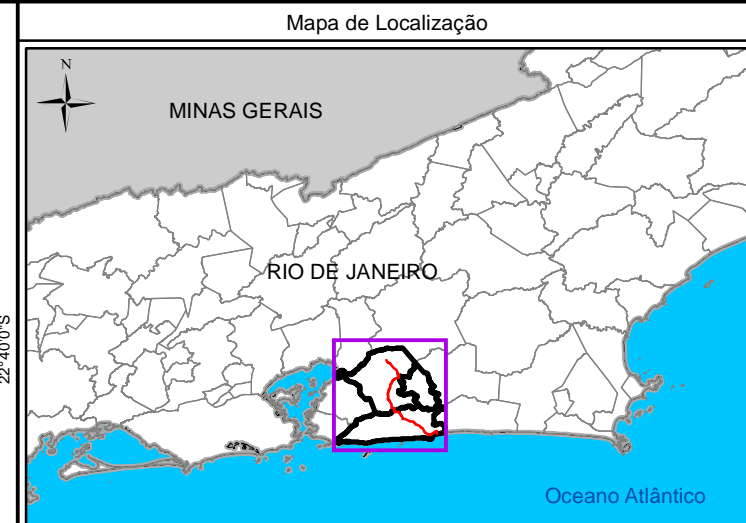 Mapa de Localização
N
MINAS GERAIS
RIO DE JANEIRO
22°40'0"S
Oceano Atlântico